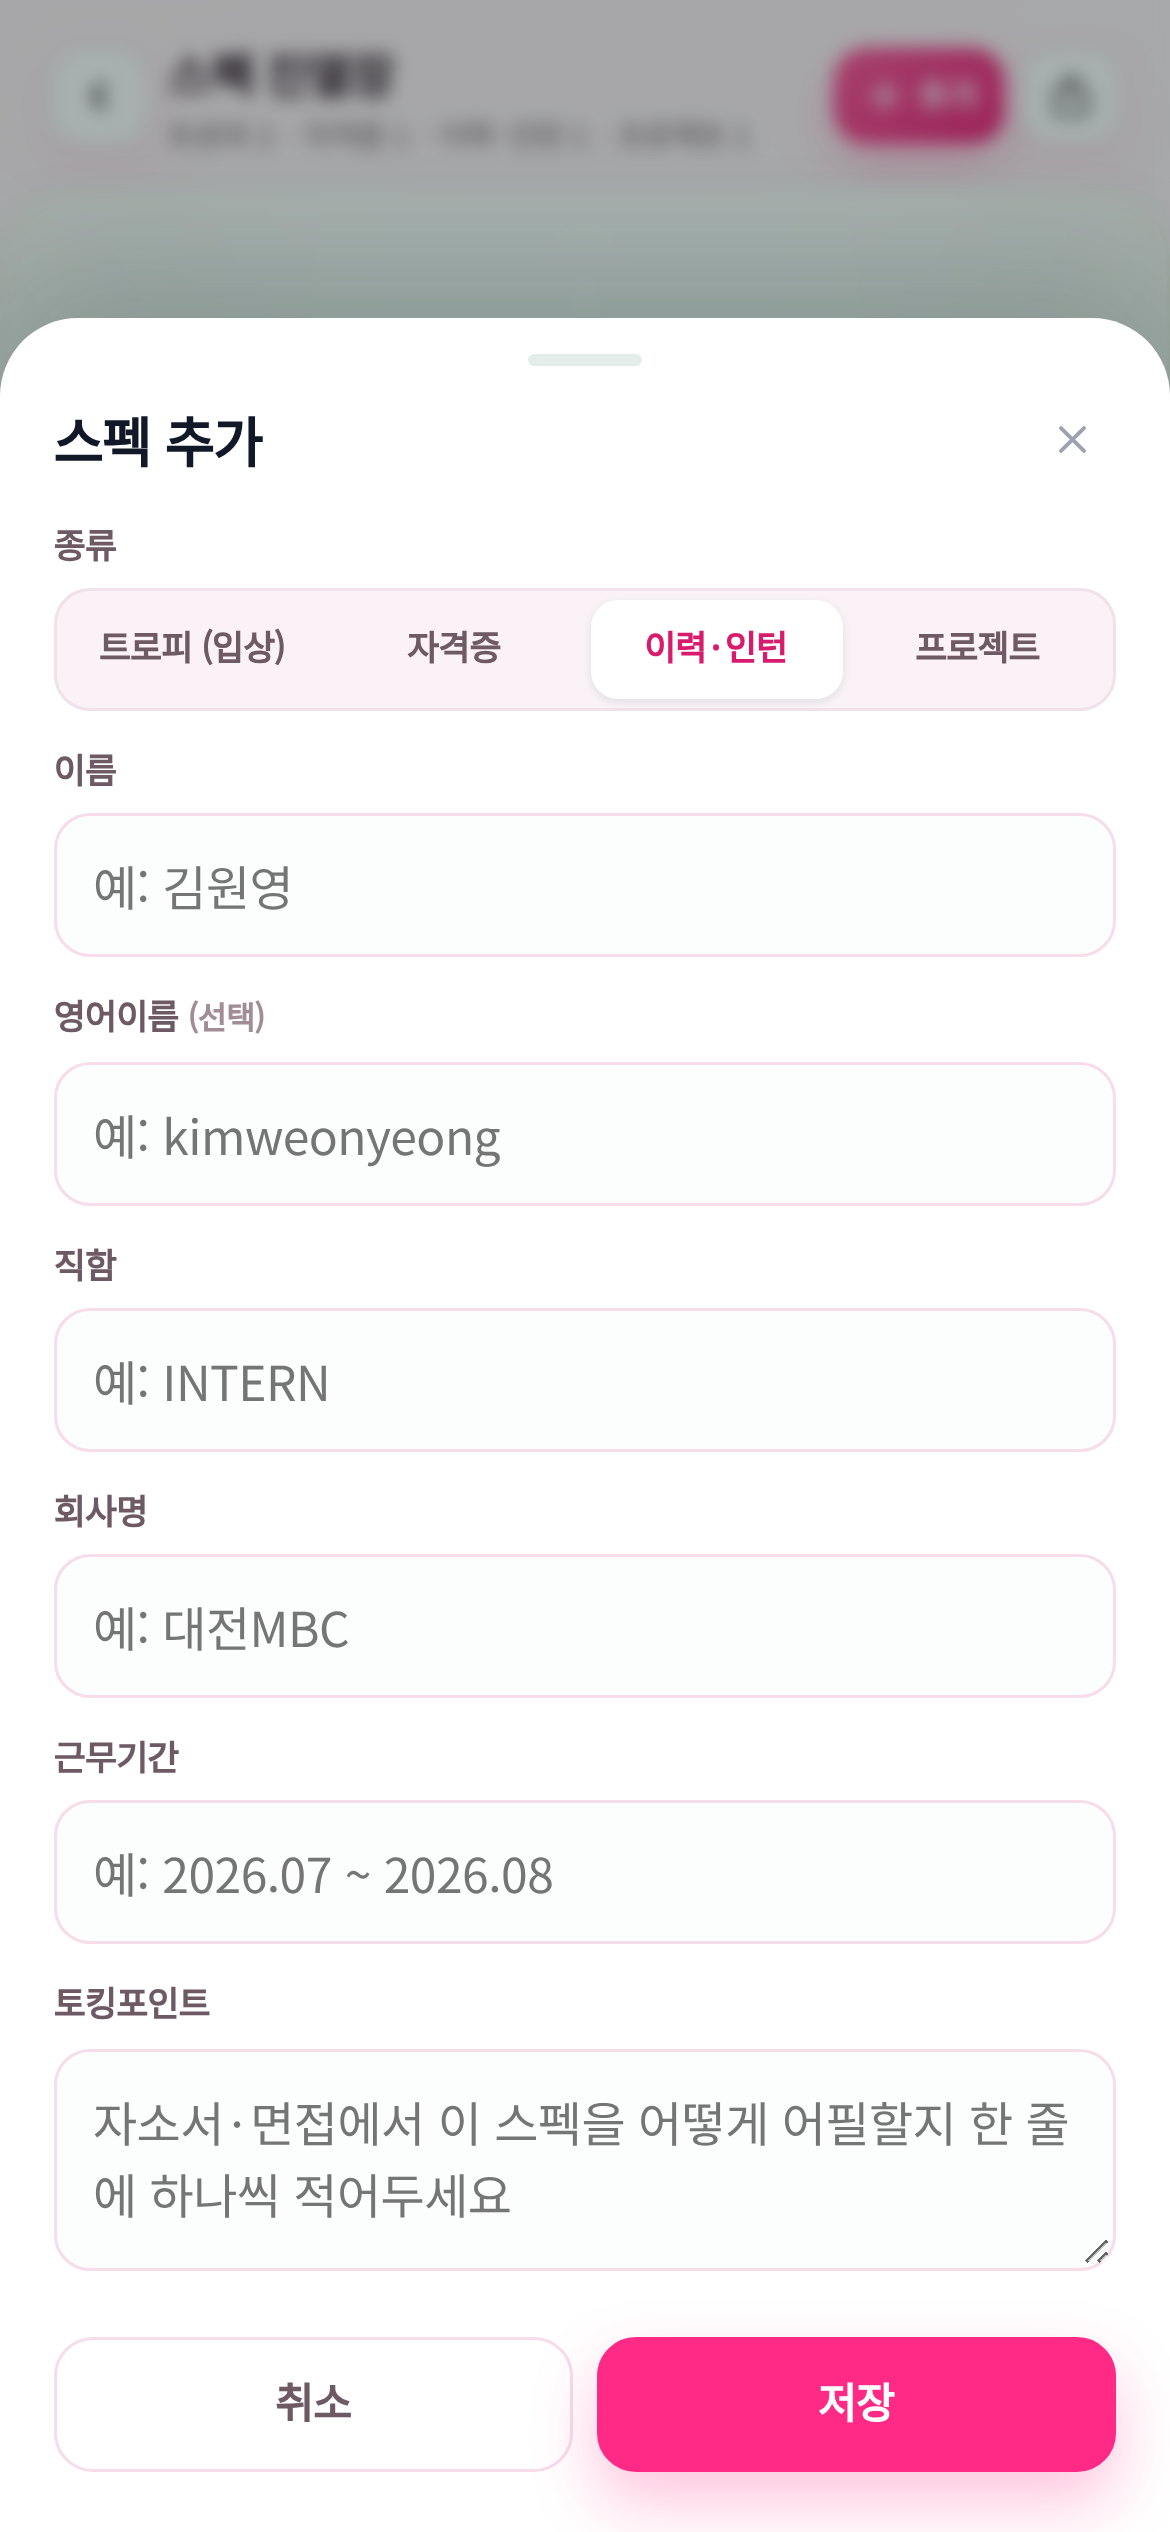 스펙 진열장
스펙 추가
종류
트로피 (입상)
자격증
이력·인턴
프로젝트
이름
예: 김원영
영어이름 (선택)
예: kimweonyeong
직함
예: INTERN
회사명
예: 대전MBC
근무기간
예: 2026.07 ~ 2026.08
토킹포인트
자소서·면접에서 이 스펙을 어떻게 어필할지 한 줄
에 하나씩 적어두세요
취소
저장